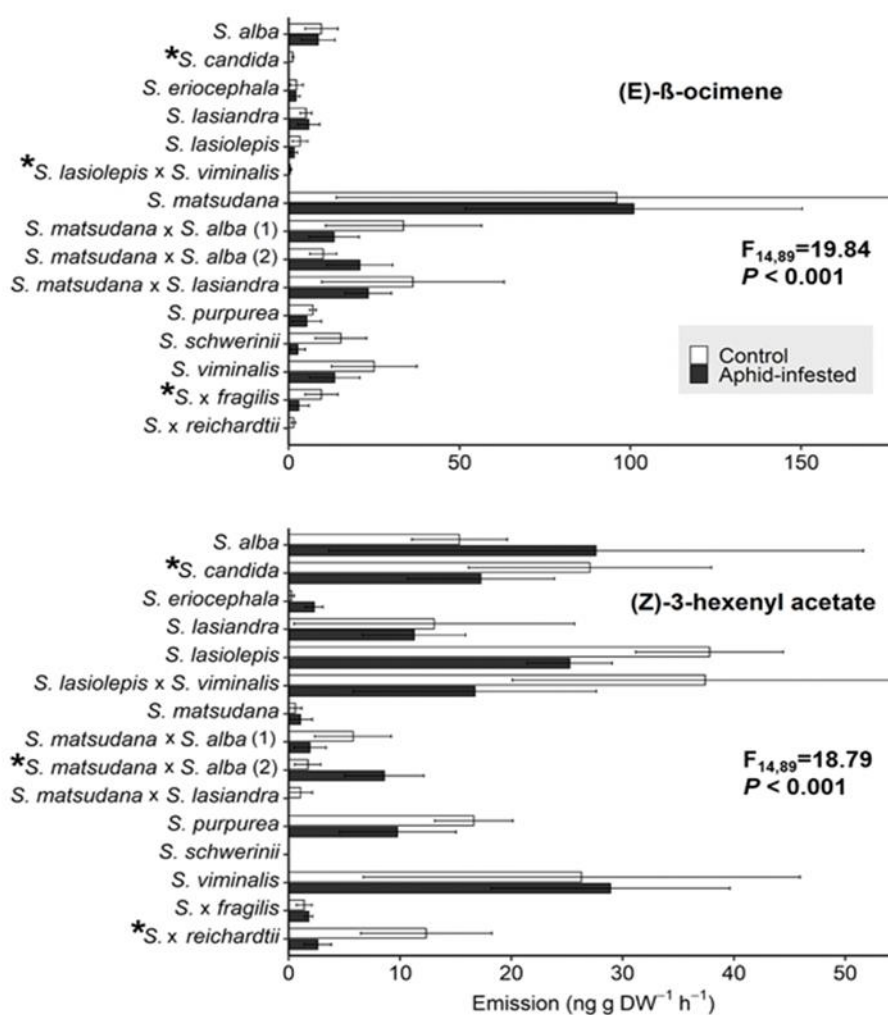 S. alba
*S. candida
S. eriocephala
S. lasiandra
S. lasiolepis
*S. lasiolepis x S. viminalis
S. matsudana
S. matsudana x S. alba (1)
S. matsudana x S. alba (2)
S. matsudana x S. lasiandra
S. purpurea
S. schwerinii
S. viminalis
*S. x fragilis
S. x reichardtii
(E)-ß-ocimene
F14,89=19.84
P < 0.001
Control
Aphid-infested
0 50 100 150
S. alba
*S. candida
S. eriocephala
S. lasiandra
S. lasiolepis
S. lasiolepis x S. viminalis
S. matsudana
S. matsudana x S. alba (1)
*S. matsudana x S. alba (2)
S. matsudana x S. lasiandra
S. purpurea
S. schwerinii
S. viminalis
S. x fragilis
*S. x reichardtii
(Z)-3-hexenyl acetate
F14,89=18.79
P < 0.001
0 10 20 30 40 50
Emission (ng g DW⁻¹ h⁻¹)